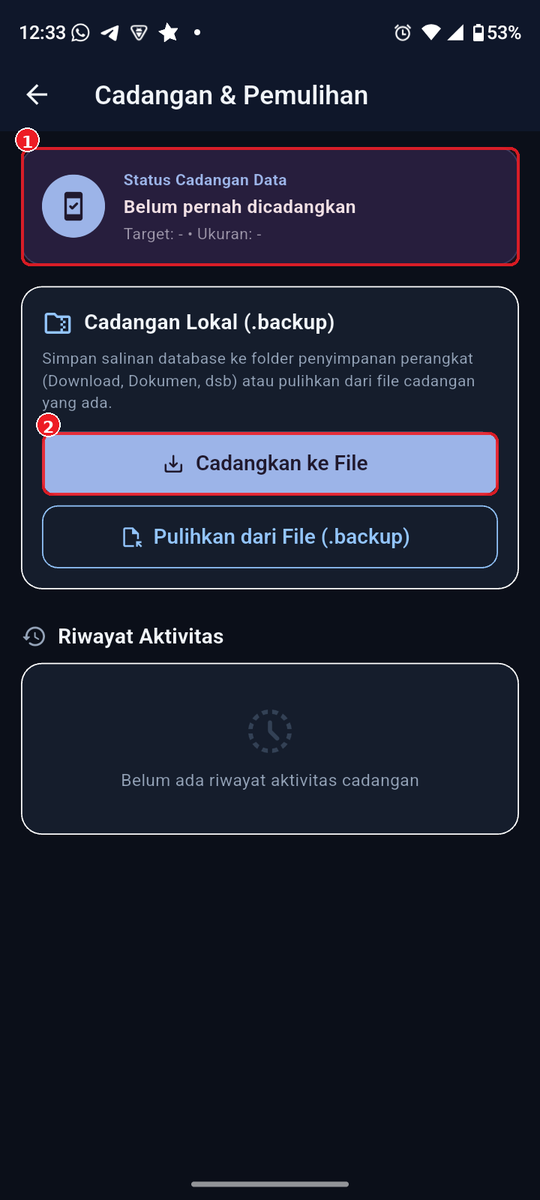 12:33 53%
Cadangan & Pemulihan
1
Status Cadangan Data
Belum pernah dicadangkan
Target: - • Ukuran: -
Cadangan Lokal (.backup)
Simpan salinan database ke folder penyimpanan perangkat
(Download, Dokumen, dsb) atau pulihkan dari file cadangan
yang ada.
2
Cadangkan ke File
Pulihkan dari File (.backup)
Riwayat Aktivitas
Belum ada riwayat aktivitas cadangan